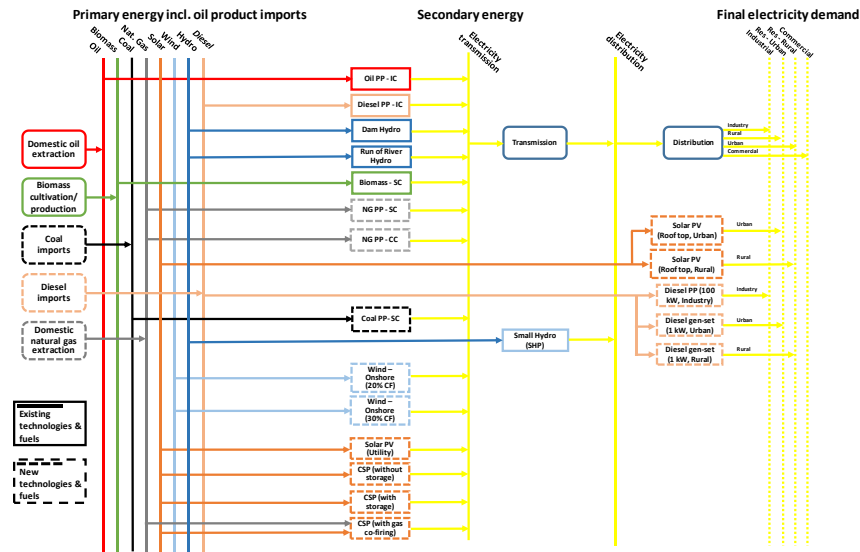 Primary energy incl. oil product imports
Secondary energy
Final electricity demand
Oil
Biomass
Coal
Nat. Gas
Solar
Wind
Hydro
Diesel
Electricity
transmission
Electricity
distribution
Industrial
Res - Urban
Res - Rural
Commercial
Domestic oil
extraction
Biomass
cultivation/
production
Coal
imports
Diesel
imports
Domestic
natural gas
extraction
Existing
technologies &
fuels
New
technologies &
fuels
Oil PP - IC
Diesel PP - IC
Dam Hydro
Run of River
Hydro
Biomass - SC
NG PP - SC
NG PP - CC
Coal PP- SC
Wind –
Onshore
(20% CF)
Wind –
Onshore
(30% CF)
Solar PV
(Utility)
CSP (without
storage)
CSP (with
storage)
CSP (with gas
co-firing)
Transmission
Small Hydro
(SHP)
Distribution
Industry
Rural
Urban
Commercial
Solar PV
(Roof top, Urban)
Urban
Solar PV
(Roof top, Rural)
Rural
Diesel PP (100
kW, Industry)
Industry
Diesel gen-set
(1 kW, Urban)
Urban
Diesel gen-set
(1 kW, Rural)
Rural